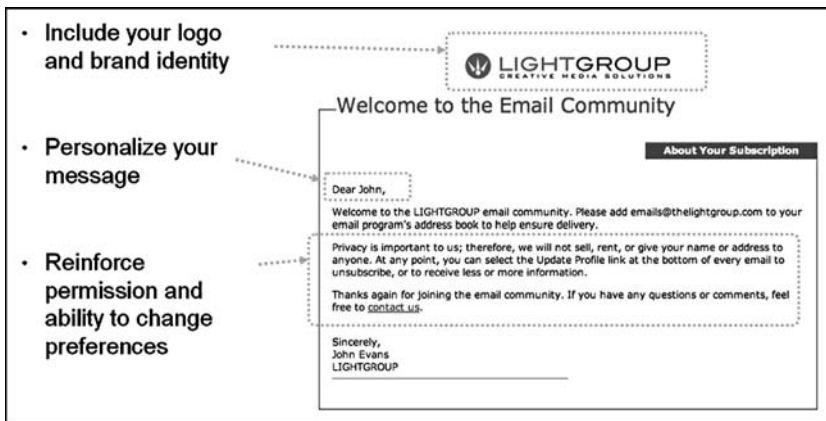 • Include your logo
and brand identity
LIGHTGROUP
CREATIVE MEDIA SOLUTIONS
Welcome to the Email Community
• Personalize your
message
About Your Subscription
Dear John,
Welcome to the LIGHTGROUP email community. Please add emails@thelightgroup.com to your
email program's address book to help ensure delivery.
• Reinforce
permission and
ability to change
preferences
Privacy is important to us; therefore, we will not sell, rent, or give your name or address to
anyone. At any point, you can select the Update Profile link at the bottom of every email to
unsubscribe, or to receive less or more information.
Thanks again for joining the email community. If you have any questions or comments, feel
free to contact us.
Sincerely,
John Evans
LIGHTGROUP